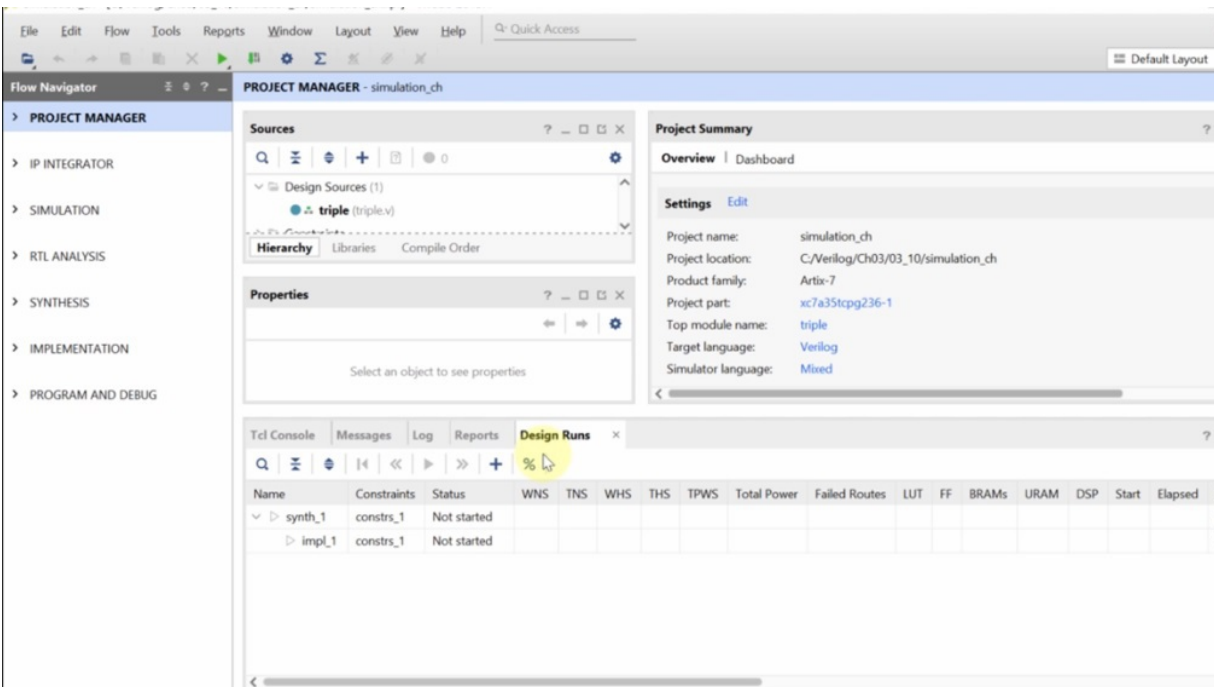 File Edit Flow Tools Reports Window Layout View Help Quick Access
Default Layout
Flow Navigator
PROJECT MANAGER
IP INTEGRATOR
SIMULATION
RTL ANALYSIS
SYNTHESIS
IMPLEMENTATION
PROGRAM AND DEBUG
PROJECT MANAGER - simulation_ch
Sources
0
Design Sources (1)
triple (triple.v)
Hierarchy Libraries Compile Order
Properties
Select an object to see properties
Project Summary
Overview | Dashboard
Settings Edit
Project name: simulation_ch
Project location: C:/Verilog/Ch03/03_10/simulation_ch
Product family: Artix-7
Project part: xc7a35tcpg236-1
Top module name: triple
Target language: Verilog
Simulator language: Mixed
Tcl Console Messages Log Reports Design Runs
Name Constraints Status WNS TNS WHS THS TPWS Total Power Failed Routes LUT FF BRAMs URAM DSP Start Elapsed
synth_1 constrs_1 Not started
impl_1 constrs_1 Not started